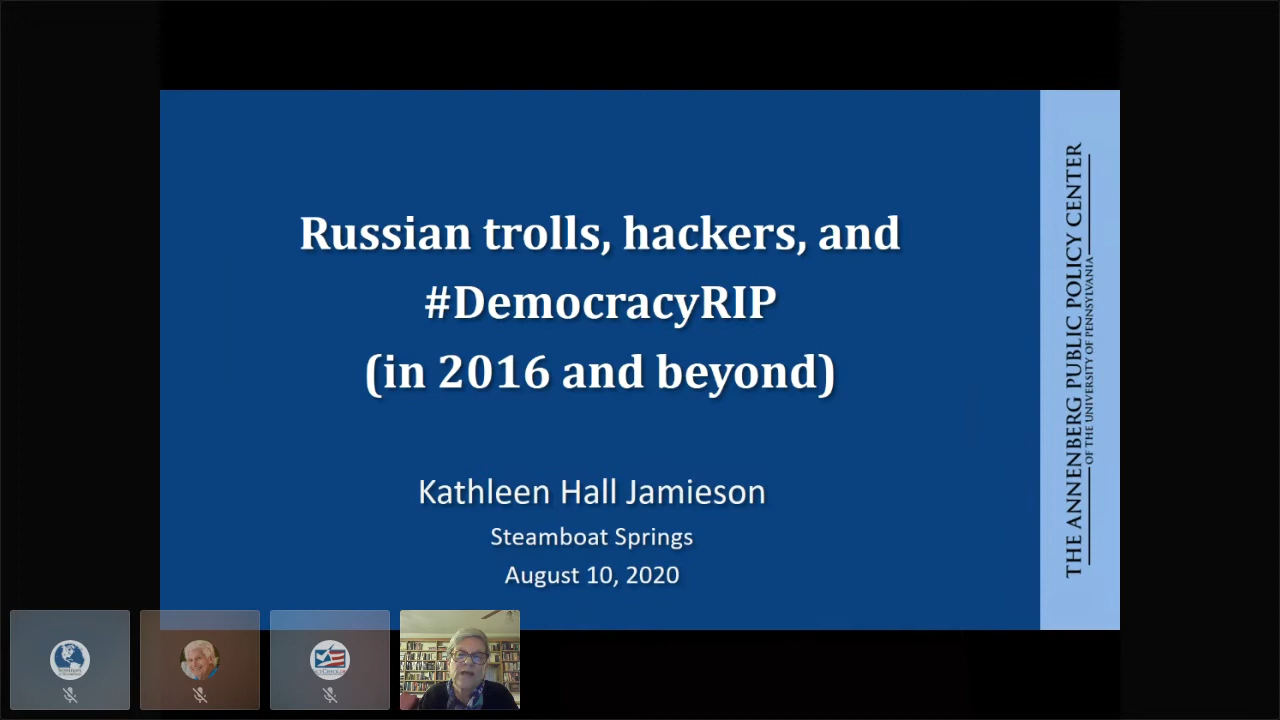 Russian trolls, hackers, and
#DemocracyRIP
(in 2016 and beyond)
Kathleen Hall Jamieson
Steamboat Springs
August 10, 2020
THE ANNENBERG PUBLIC POLICY CENTER
OF THE UNIVERSITY OF PENNSYLVANIA